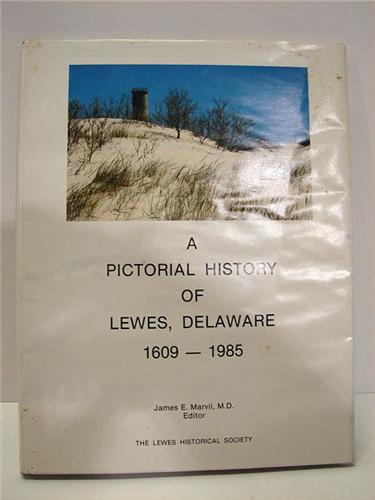 A
PICTORIAL HISTORY
OF
LEWES, DELAWARE
1609 — 1985
James E. Marvil, M.D.
Editor
THE LEWES HISTORICAL SOCIETY